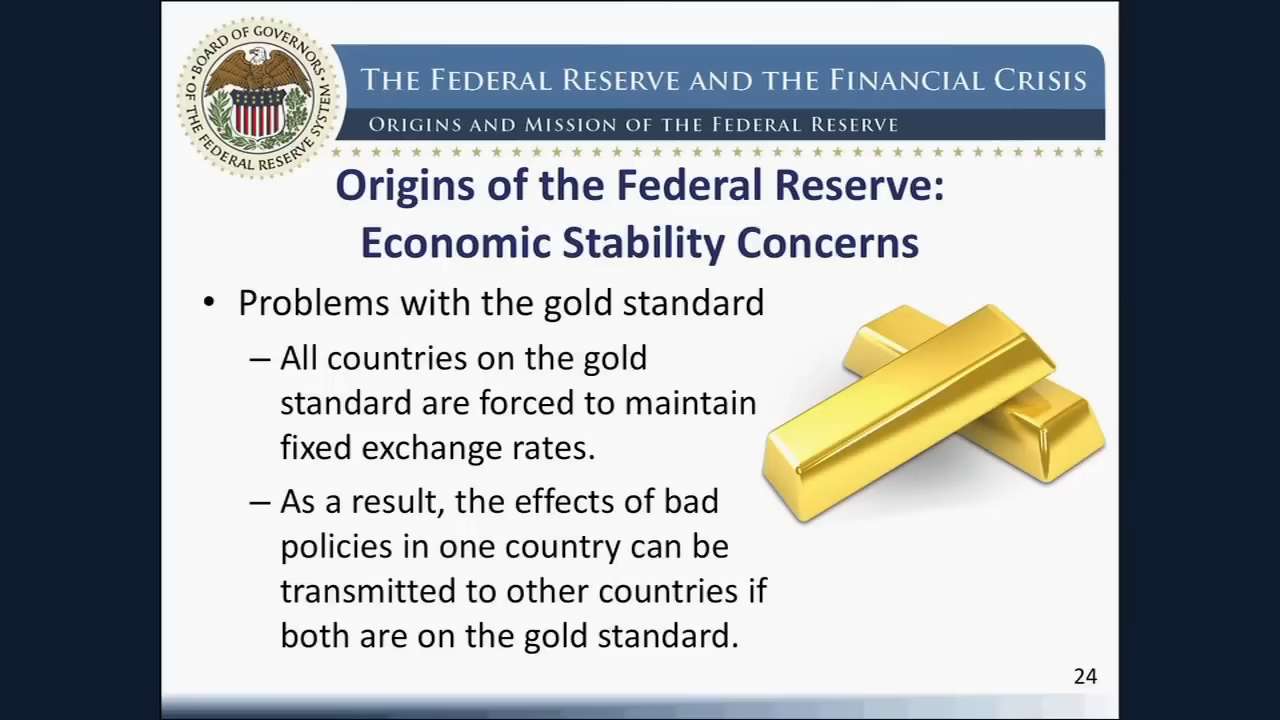 BOARD OF GOVERNORS
OF THE FEDERAL RESERVE SYSTEM
THE FEDERAL RESERVE AND THE FINANCIAL CRISIS
ORIGINS AND MISSION OF THE FEDERAL RESERVE
Origins of the Federal Reserve:
Economic Stability Concerns
• Problems with the gold standard
– All countries on the gold
standard are forced to maintain
fixed exchange rates.
– As a result, the effects of bad
policies in one country can be
transmitted to other countries if
both are on the gold standard.
24